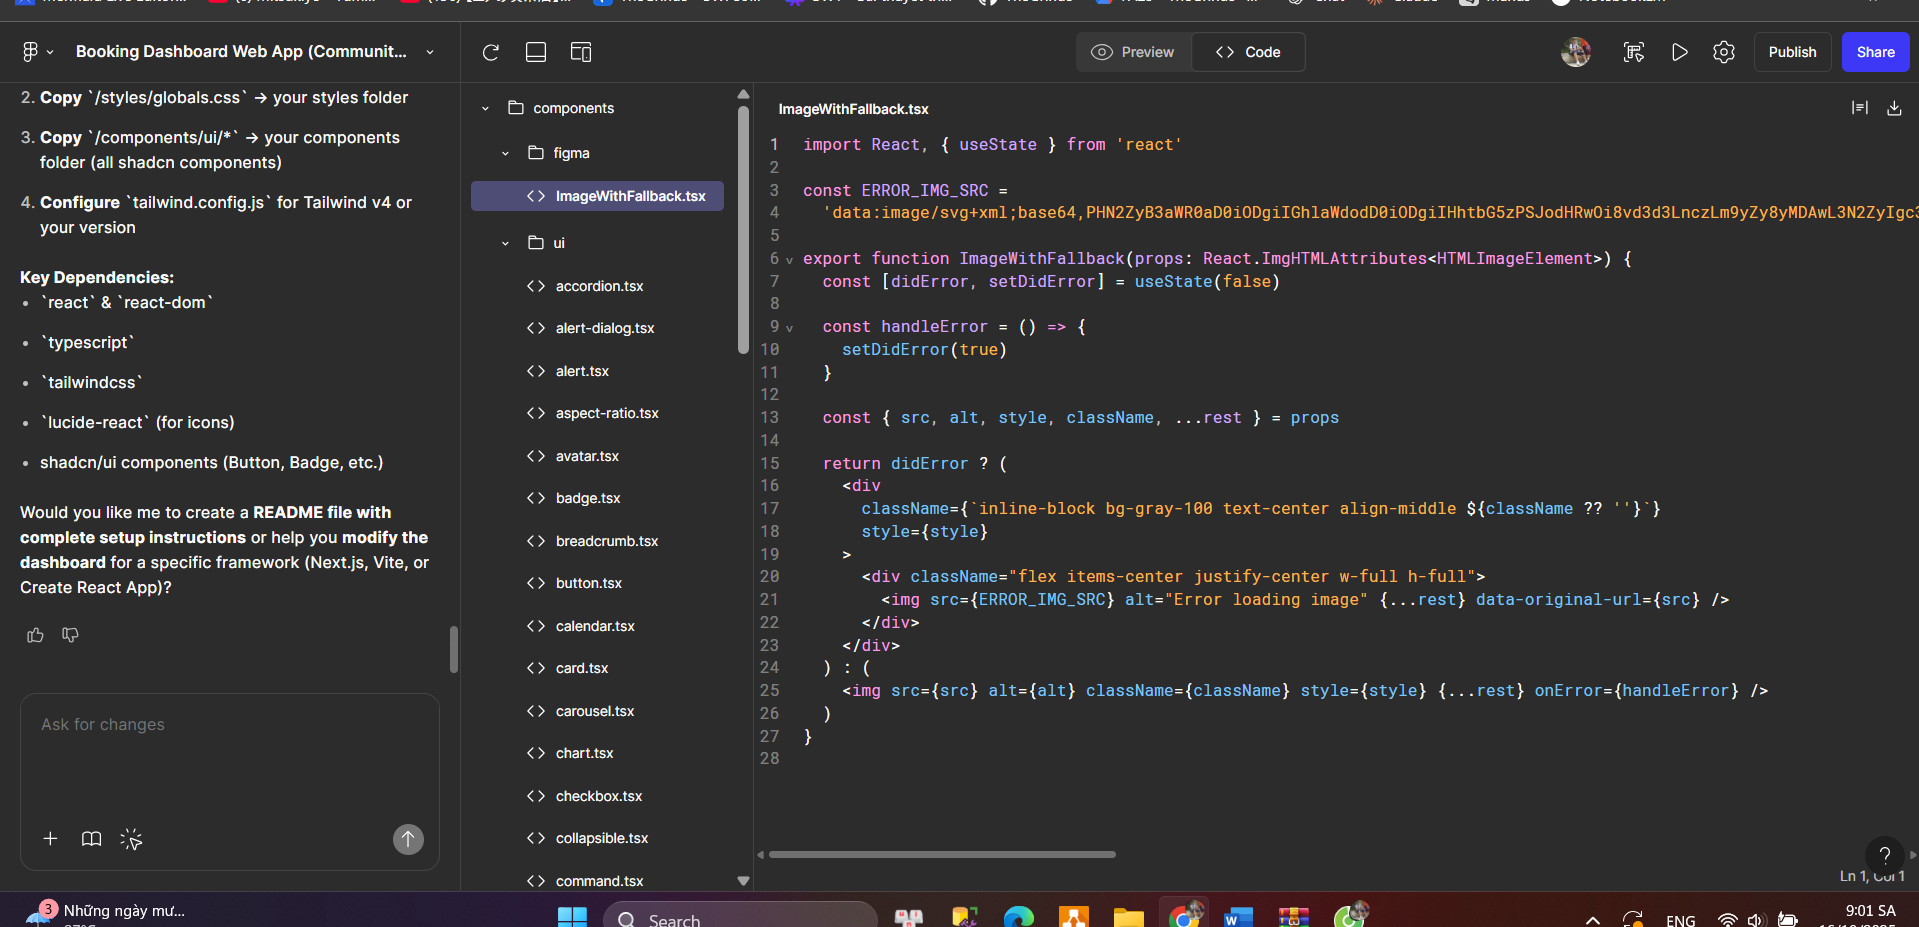 Booking Dashboard Web App (Communit...
Preview
Code
Publish
Share
2. Copy `/styles/globals.css` → your styles folder
3. Copy `/components/ui/*` → your components
folder (all shadcn components)
4. Configure `tailwind.config.js` for Tailwind v4 or
your version
Key Dependencies:
• `react` & `react-dom`
• `typescript`
• `tailwindcss`
• `lucide-react` (for icons)
• shadcn/ui components (Button, Badge, etc.)
Would you like me to create a README file with
complete setup instructions or help you modify the
dashboard for a specific framework (Next.js, Vite, or
Create React App)?
Ask for changes
components
figma
ImageWithFallback.tsx
ui
accordion.tsx
alert-dialog.tsx
alert.tsx
aspect-ratio.tsx
avatar.tsx
badge.tsx
breadcrumb.tsx
button.tsx
calendar.tsx
card.tsx
carousel.tsx
chart.tsx
checkbox.tsx
collapsible.tsx
command.tsx
ImageWithFallback.tsx
1 import React, { useState } from 'react'
2
3 const ERROR_IMG_SRC =
4 'data:image/svg+xml;base64,PHN2ZyB3aWR0aD0iODgiIGhlaWdodD0iODgiIHhtbG5zPSJodHRwOi8vd3d3LnczLm9yZy8yMDAwL3N2ZyIgc3
5
6 export function ImageWithFallback(props: React.ImgHTMLAttributes<HTMLImageElement>) {
7 const [didError, setDidError] = useState(false)
8
9 const handleError = () => {
10 setDidError(true)
11 }
12
13 const { src, alt, style, className, ...rest } = props
14
15 return didError ? (
16 <div
17 className={`inline-block bg-gray-100 text-center align-middle ${className ?? ''}`}
18 style={style}
19 >
20 <div className="flex items-center justify-center w-full h-full">
21 <img src={ERROR_IMG_SRC} alt="Error loading image" {...rest} data-original-url={src} />
22 </div>
23 </div>
24 ) : (
25 <img src={src} alt={alt} className={className} style={style} {...rest} onError={handleError} />
26 )
27 }
28
?
Ln 1, Col 1
3
Những ngày mư...
Search
ENG
9:01 SA